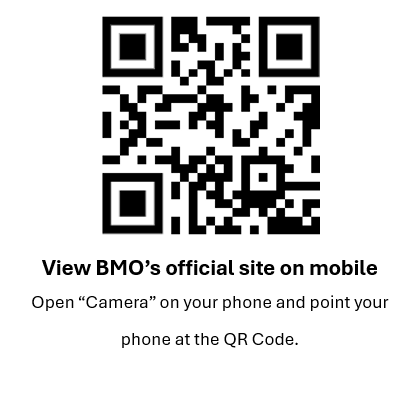 View BMO’s official site on mobile
Open “Camera” on your phone and point your
phone at the QR Code.